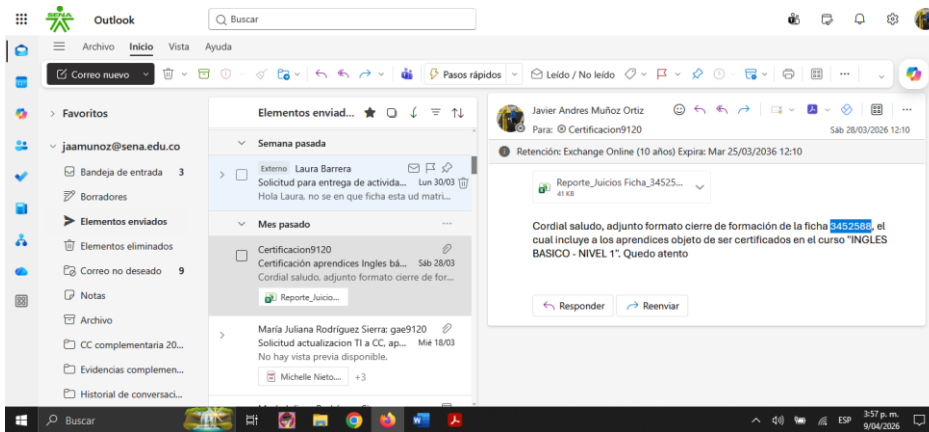 SENA
Outlook
Buscar
Archivo Inicio Vista Ayuda
Correo nuevo
Pasos rápidos
Leído / No leído
Favoritos
jaamunoz@sena.edu.co
Bandeja de entrada 3
Borradores
Elementos enviados
Elementos eliminados
Correo no deseado 9
Notas
Archivo
CC complementaria 20...
Evidencias complemen...
Historial de conversaci...
Elementos enviad...
Semana pasada
Externo Laura Barrera
Solicitud para entrega de activida... Lun 30/03
Hola Laura, no se en que ficha esta ud matri...
Mes pasado
Certificacion9120
Certificación aprendices Ingles bá... Sáb 28/03
Cordial saludo, adjunto formato cierre de for...
Reporte_Juicio...
María Juliana Rodríguez Sierra; gae9120
Solicitud actualizacion TI a CC, ap... Mié 18/03
No hay vista previa disponible.
Michelle Nieto.... +3
Javier Andres Muñoz Ortiz
Para: Certificacion9120
Sáb 28/03/2026 12:10
Retención: Exchange Online (10 años) Expira: Mar 25/03/2036 12:10
Reporte_Juicios Ficha_34525...
41 KB
Cordial saludo, adjunto formato cierre de formación de la ficha 3452588, el
cual incluye a los aprendices objeto de ser certificados en el curso "INGLES
BASICO - NIVEL 1". Quedo atento
Responder
Reenviar
Buscar
ESP
3:57 p. m.
9/04/2026